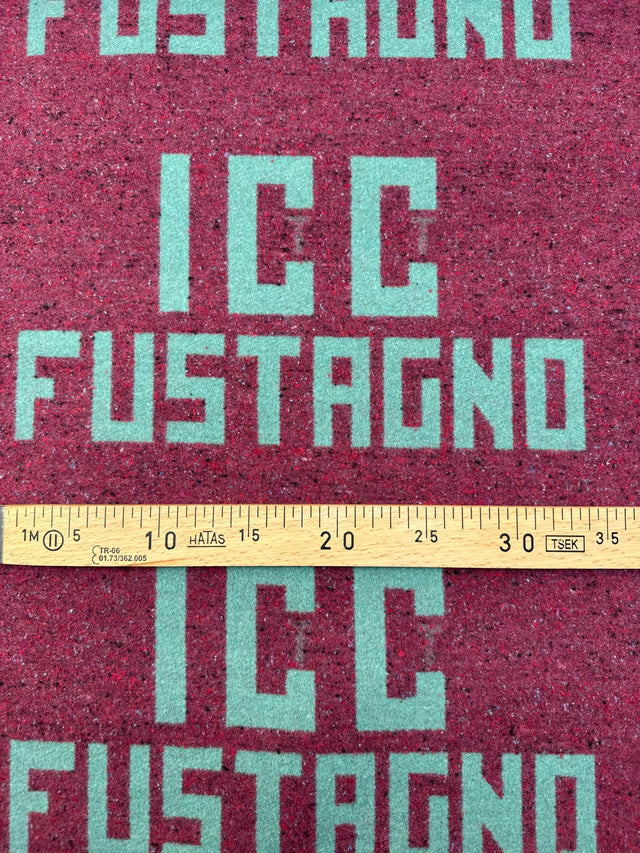 FUSTAGNO
ICC
FUSTAGNO
1M II 5 TR-06 01.73/362.005 10 HATAS 15 20 25 30 TSEK 35
ICC
FUSTAGNO